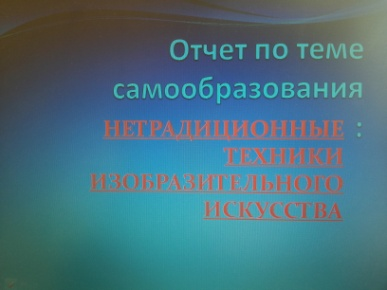 Отчет по теме
самообразования
НЕТРАДИЦИОННЫЕ :
ТЕХНИКИ
ИЗОБРАЗИТЕЛЬНОГО
ИСКУССТВА